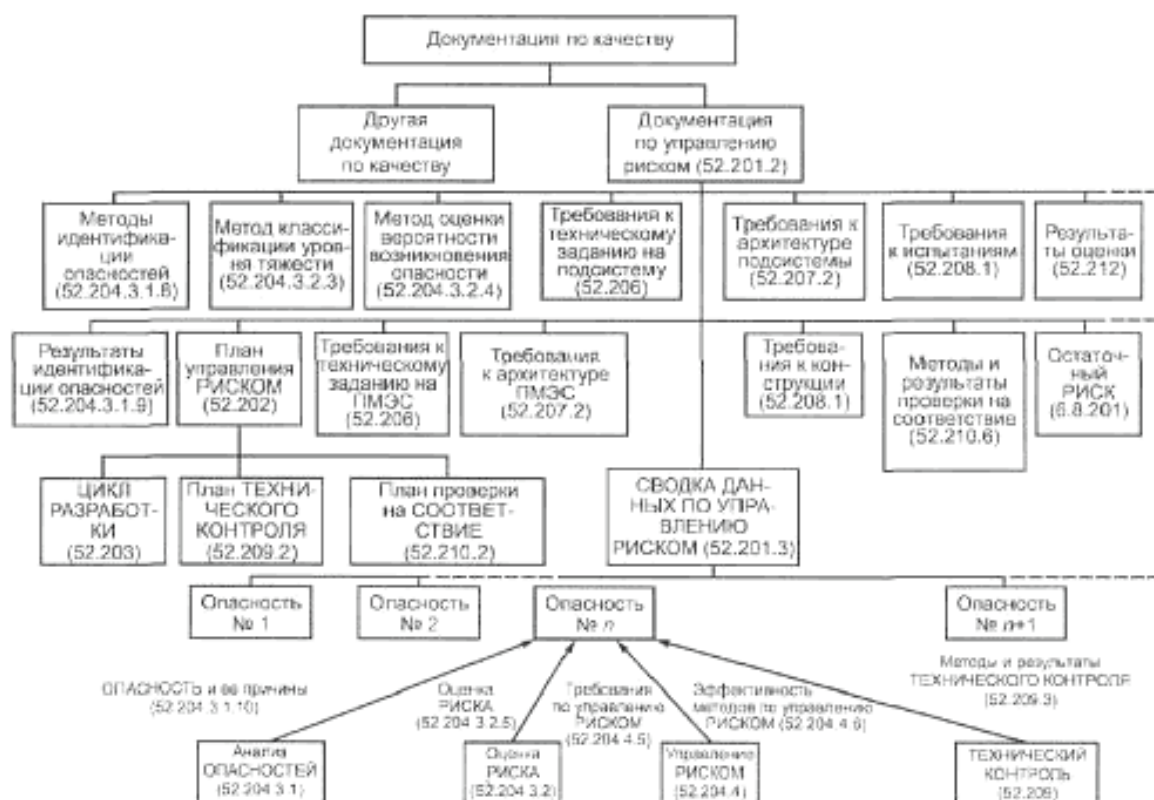 Документация по качеству
Другая
документация
по качеству
Документация
по управлению
риском (52.201.2)
Методы
идентифика-
ции
опасностей
(52.204.3.1.8)
Метод класси-
фикации уров-
ня тяжести
(52.204.3.2.3)
Метод оценки
вероятности
возникновения
опасности
(52.204.3.2.4)
Требования к
техническому
заданию на
подсистему
(52.206)
Требования к
архитектуре
подсистемы
(52.207.2)
Требования
к испытаниям
(52.208.1)
Результа-
ты оценки
(52.212)
Результаты
идентифика-
ции опасностей
(52.204.3.1.9)
План
управления
РИСКОМ
(52.202)
Требования к
техническому
заданию на
ПМЭС
(52.206)
Требования
к архитектуре
ПМЭС
(52.207.2)
Требова-
ния к кон-
струкции
(52.208.1)
Методы и
результаты
проверки на
соответствие
(52.210.6)
Остаточ-
ный
РИСК
(6.8.201)
ЦИКЛ
РАЗРАБОТ-
КИ
(52.203)
План ТЕХНИ-
ЧЕСКОГО
КОНТРОЛЯ
(52.209.2)
План проверки
на СООТВЕТ-
СТВИЕ
(52.210.2)
СВОДКА ДАН-
НЫХ ПО УПРА-
ВЛЕНИЮ
РИСКОМ (52.201.3)
Опасность
№ 1
Опасность
№ 2
Опасность
№ n
Опасность
№ n+1
ОПАСНОСТЬ и ее причины
(52.204.3.1.10)
Оценка
РИСКА
(52.204.3.2.5)
Требования
по управлению
РИСКОМ
(52.204.4.5)
Эффективность
методов по управлению
РИСКОМ (52.204.4.6)
Методы и результаты
ТЕХНИЧЕСКОГО КОНТРОЛЯ
(52.209.3)
Анализ
ОПАСНОСТЕЙ
(52.204.3.1)
Оценка
РИСКА
(52.204.3.2)
Управление
РИСКОМ
(52.204.4)
ТЕХНИЧЕСКИЙ
КОНТРОЛЬ
(52.209)